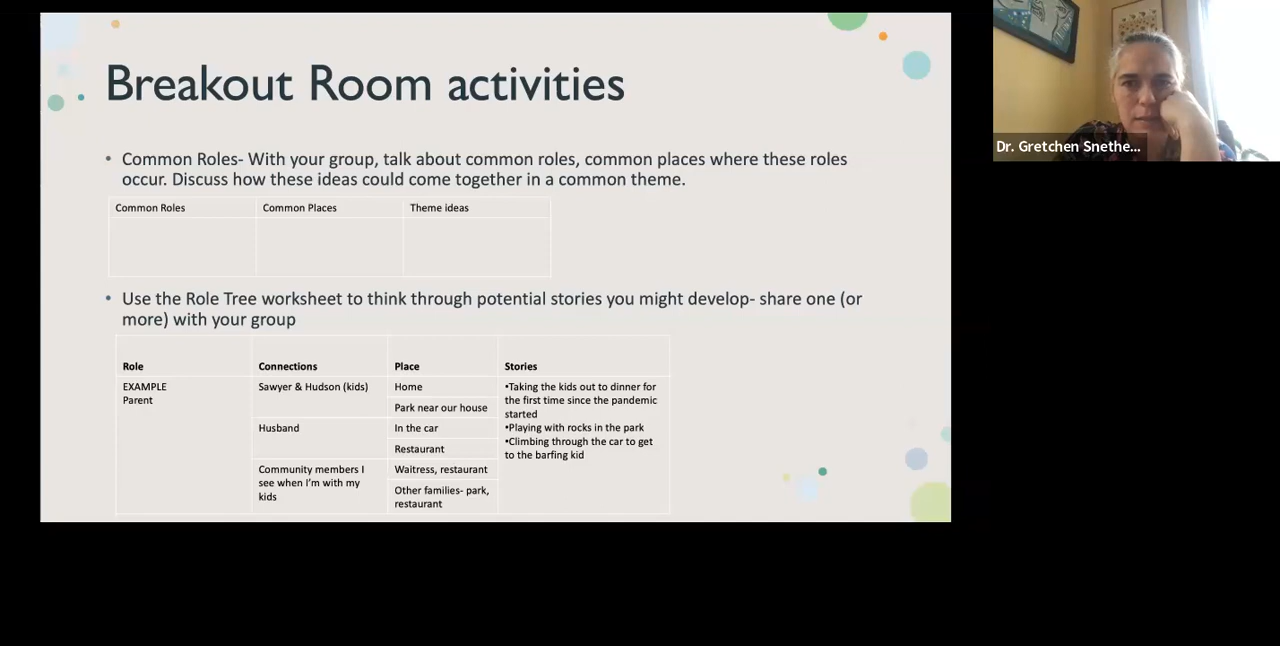 Breakout Room activities
• Common Roles- With your group, talk about common roles, common places where these roles
occur. Discuss how these ideas could come together in a common theme.
Common Roles
Common Places
Theme ideas
• Use the Role Tree worksheet to think through potential stories you might develop- share one (or
more) with your group
Role
Connections
Place
Stories
EXAMPLE
Parent
Sawyer & Hudson (kids)
Home
Park near our house
Husband
In the car
Restaurant
Community members I
see when I'm with my
kids
Waitress, restaurant
Other families- park,
restaurant
•Taking the kids out to dinner for
the first time since the pandemic
started
•Playing with rocks in the park
•Climbing through the car to get
to the barfing kid
Dr. Gretchen Snethe...